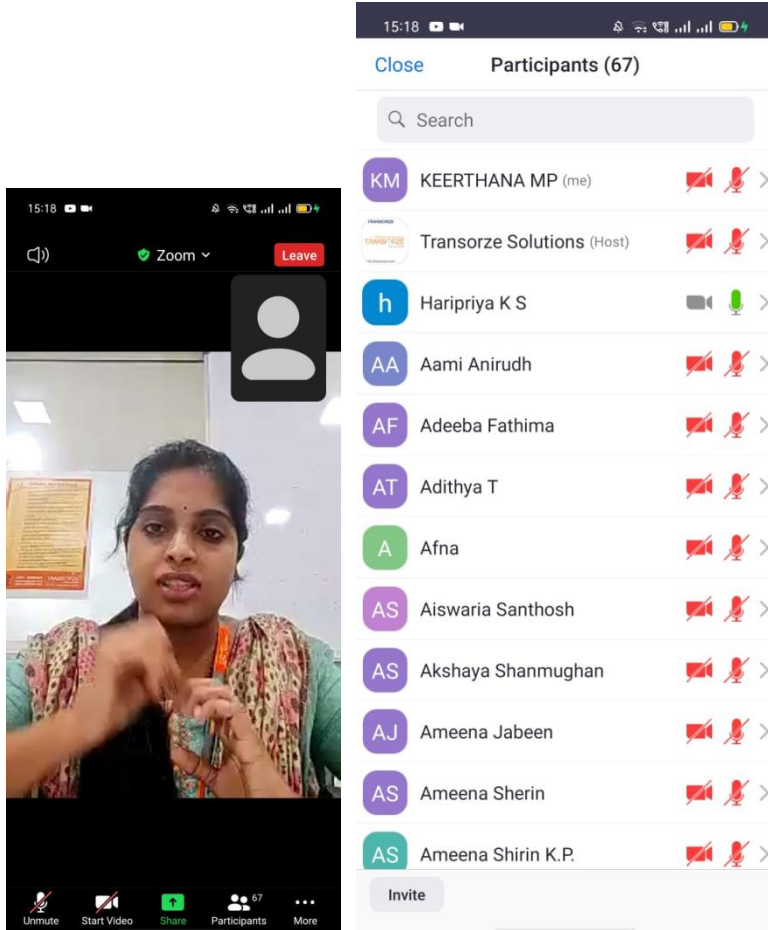 15:18
Zoom
Leave
Unmute
Start Video
Share
Participants
67
More
15:18
Close
Participants (67)
Search
KM KEERTHANA MP (me)
Transorze Solutions (Host)
h Haripriya K S
AA Aami Anirudh
AF Adeeba Fathima
AT Adithya T
A Afna
AS Aiswaria Santhosh
AS Akshaya Shanmughan
AJ Ameena Jabeen
AS Ameena Sherin
AS Ameena Shirin K.P.
Invite